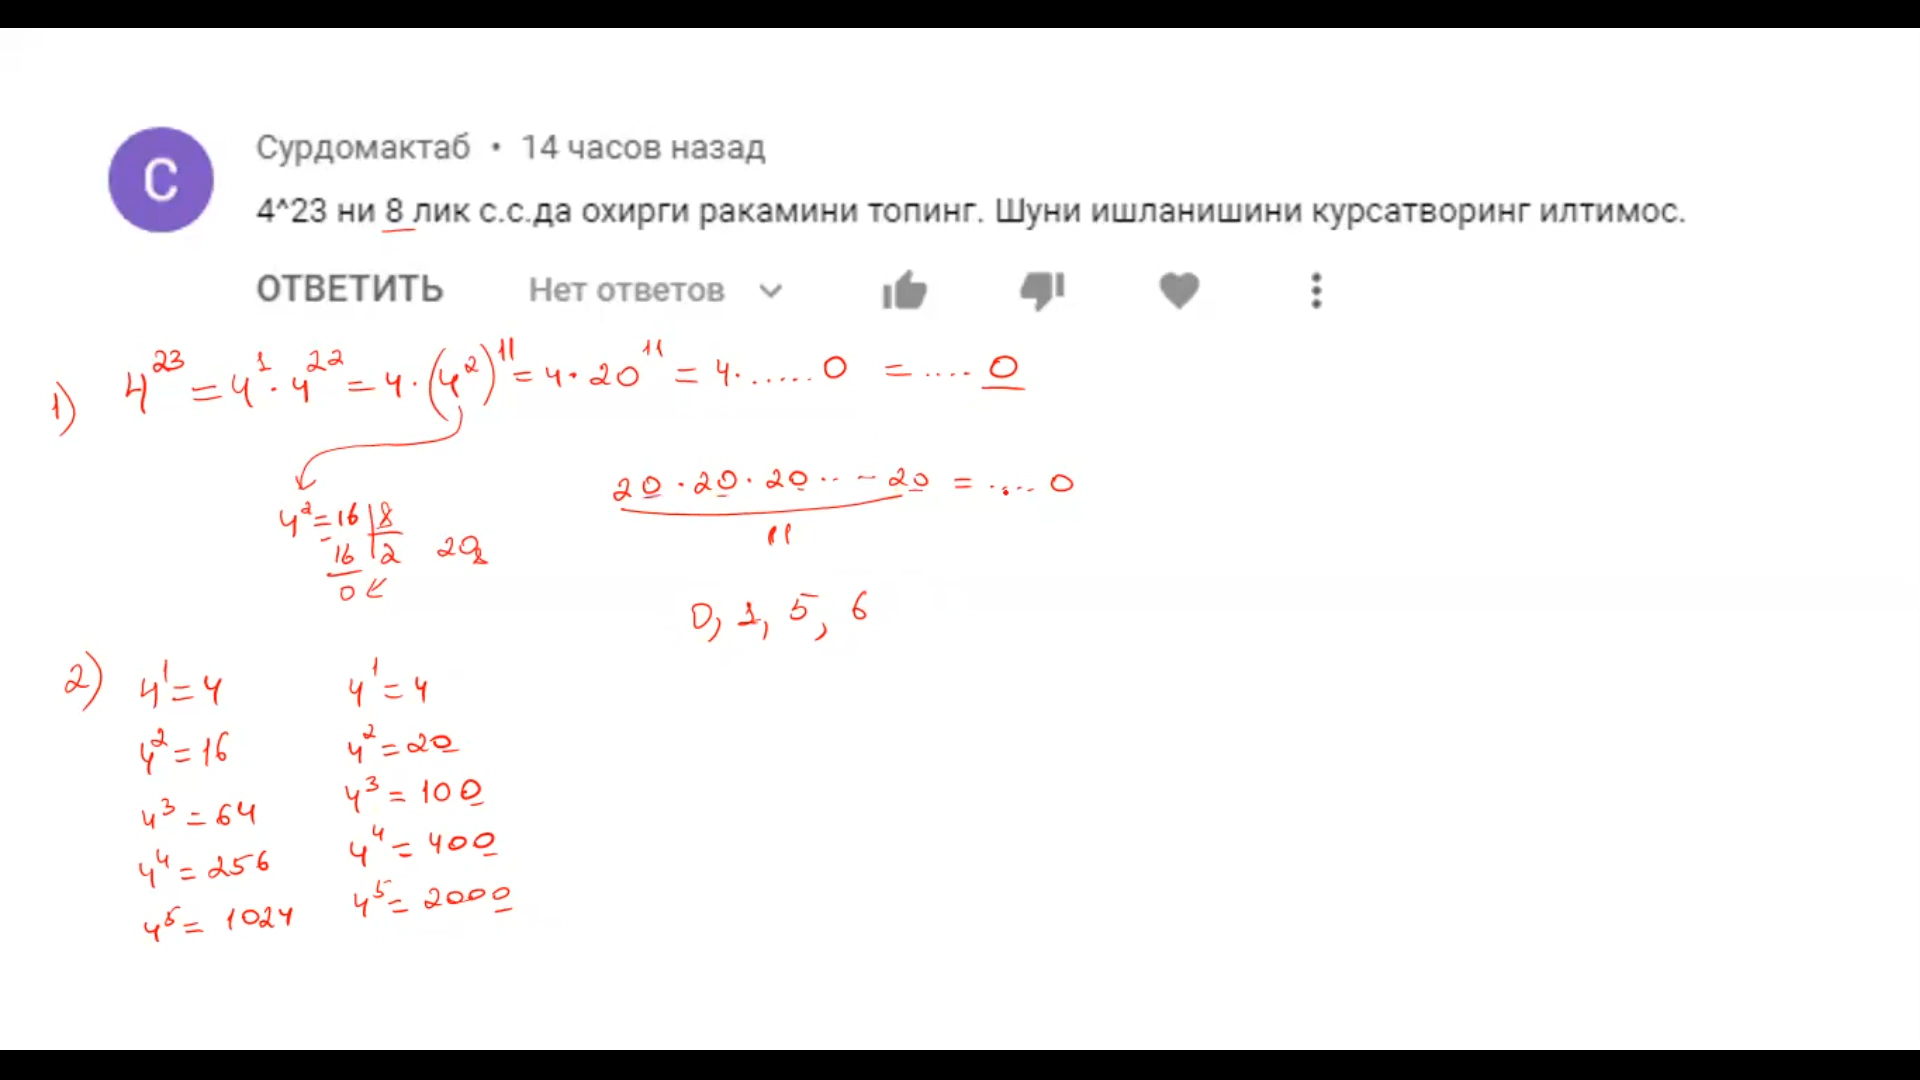 С
Сурдомактаб • 14 часов назад
4^23 ни 8 лик с.с.да охирги ракамини топинг. Шуни ишланишини курсатворинг илтимос.
ОТВЕТИТЬ Нет ответов
1) 4^23 = 4^1 · 4^22 = 4 · (4^2)^11 = 4 · 20^11 = 4 · ..... 0 = .... 0
20 · 20 · 20 ·· - 20 = ..... 0
11
4^2 = 16 | 8
16 | 2 20_8
0
0, 1, 5, 6
2) 4^1 = 4 4^1 = 4
4^2 = 16 4^2 = 20
4^3 = 64 4^3 = 100
4^4 = 256 4^4 = 400
4^5 = 1024 4^5 = 2000